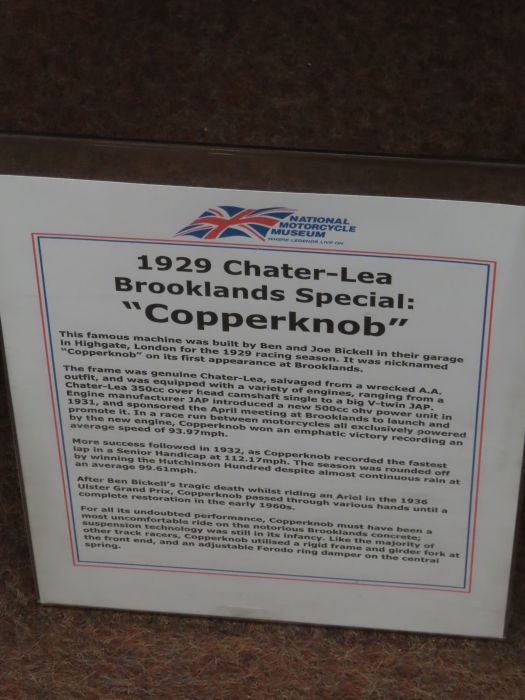 NATIONAL
MOTORCYCLE
MUSEUM
WHERE LEGENDS LIVE ON
1929 Chater-Lea
Brooklands Special:
“Copperknob”
This famous machine was built by Ben and Joe Bickell in their garage
in Highgate, London for the 1929 racing season. It was nicknamed
“Copperknob” on its first appearance at Brooklands.
The frame was genuine Chater-Lea, salvaged from a wrecked A.A.
outfit, and was equipped with a variety of engines, ranging from a
Chater-Lea 350cc over head camshaft single to a big V-twin JAP.
Engine manufacturer JAP introduced a new 500cc ohv power unit in
1931, and sponsored the April meeting at Brooklands to launch and
promote it. In a race run between motorcycles all exclusively powered
by the new engine, Copperknob won an emphatic victory recording an
average speed of 93.97mph.
More success followed in 1932, as Copperknob recorded the fastest
lap in a Senior Handicap at 112.17mph. The season was rounded off
by winning the Hutchinson Hundred despite almost continuous rain at
an average 99.61mph.
After Ben Bickell’s tragic death whilst riding an Ariel in the 1936
Ulster Grand Prix, Copperknob passed through various hands until a
complete restoration in the early 1960s.
For all its undoubted performance, Copperknob must have been a
most uncomfortable ride on the notorious Brooklands concrete;
suspension technology was still in its infancy. Like the majority of
other track racers, Copperknob utilised a rigid frame and girder fork at
the front end, and an adjustable Ferodo ring damper on the central
spring.